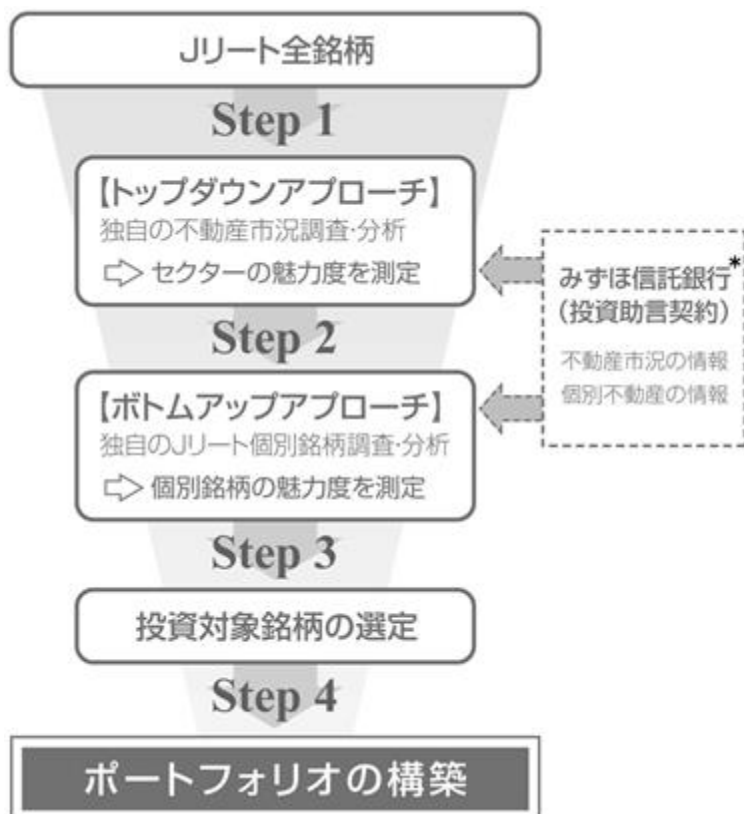 Jリート全銘柄
Step 1
【トップダウンアプローチ】
独自の不動産市況調査・分析
⇨ セクターの魅力度を測定
みずほ信託銀行*
(投資助言契約)
不動産市況の情報
個別不動産の情報
Step 2
【ボトムアップアプローチ】
独自のJリート個別銘柄調査・分析
⇨ 個別銘柄の魅力度を測定
Step 3
投資対象銘柄の選定
Step 4
ポートフォリオの構築